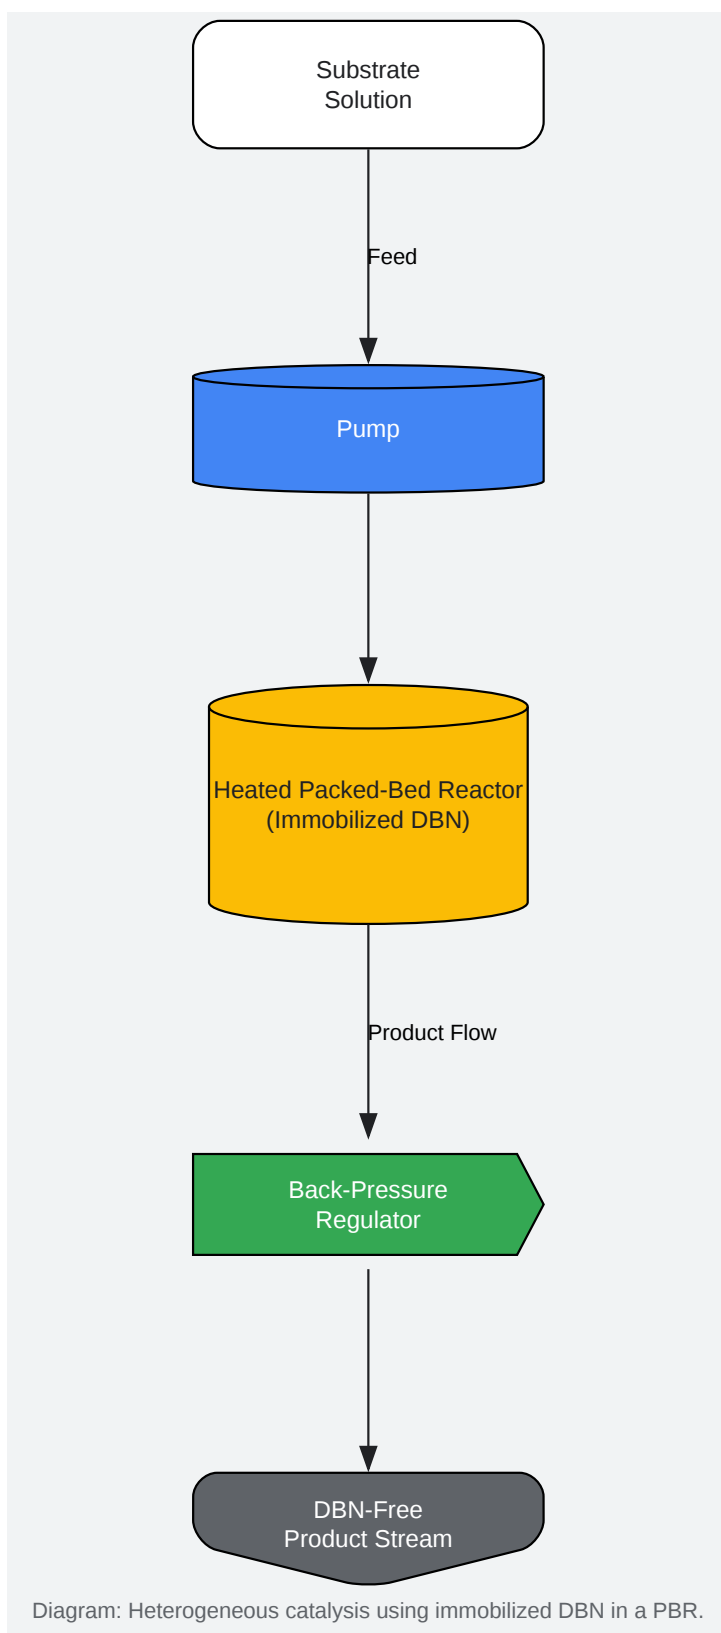 Substrate
Solution
Feed
Pump
Heated Packed-Bed Reactor
(Immobilized DBN)
Product Flow
Back-Pressure
Regulator
DBN-Free
Product Stream
Diagram: Heterogeneous catalysis using immobilized DBN in a PBR.